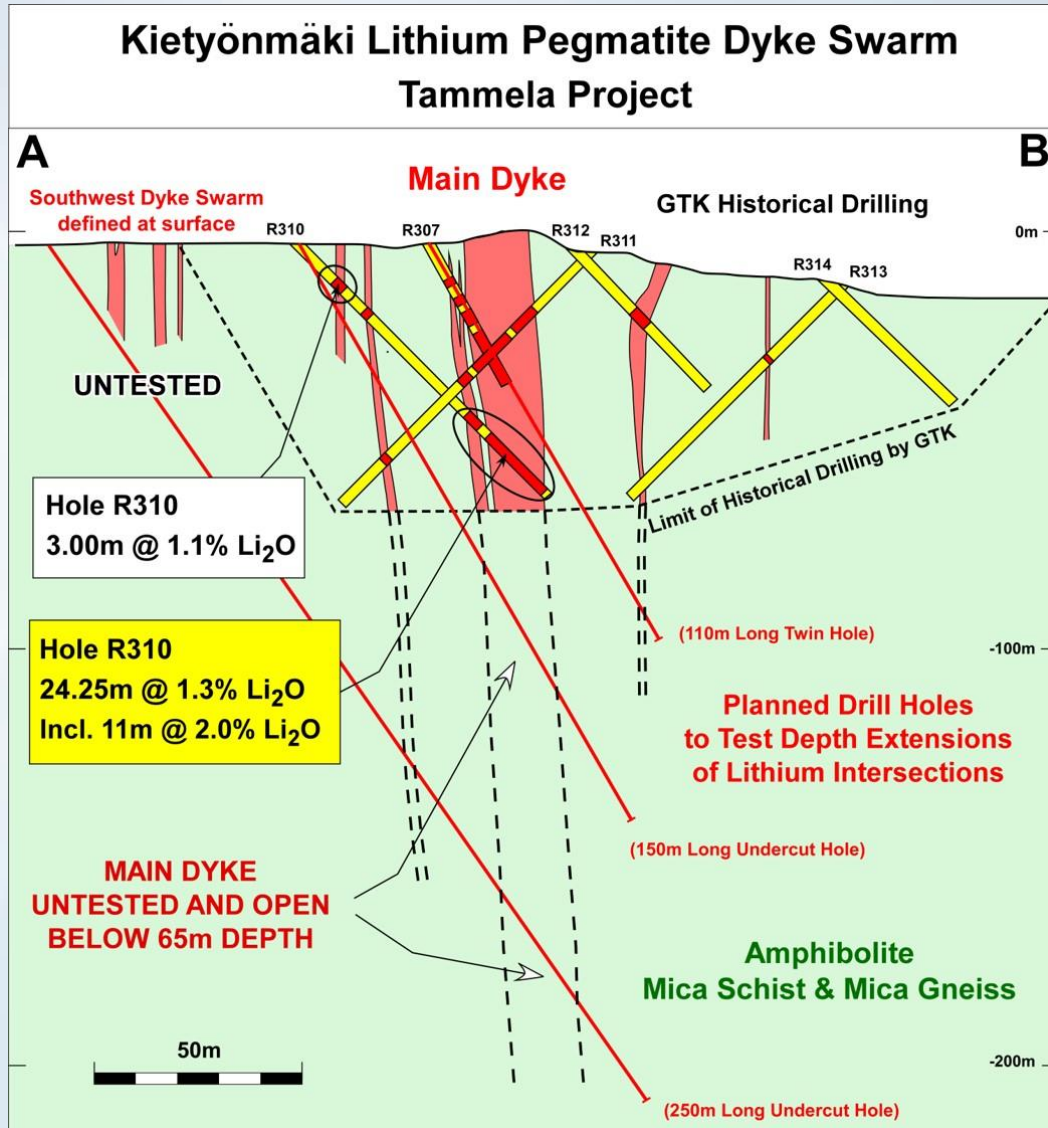 Kietyönmäki Lithium Pegmatite Dyke Swarm
Tammela Project
A
B
Southwest Dyke Swarm
defined at surface
Main Dyke
GTK Historical Drilling
R310
R307
R312
R311
R314
R313
0m
UNTESTED
Limit of Historical Drilling by GTK
Hole R310
3.00m @ 1.1% Li₂O
Hole R310
24.25m @ 1.3% Li₂O
Incl. 11m @ 2.0% Li₂O
(110m Long Twin Hole)
-100m
Planned Drill Holes
to Test Depth Extensions
of Lithium Intersections
(150m Long Undercut Hole)
MAIN DYKE
UNTESTED AND OPEN
BELOW 65m DEPTH
Amphibolite
Mica Schist & Mica Gneiss
50m
-200m
(250m Long Undercut Hole)